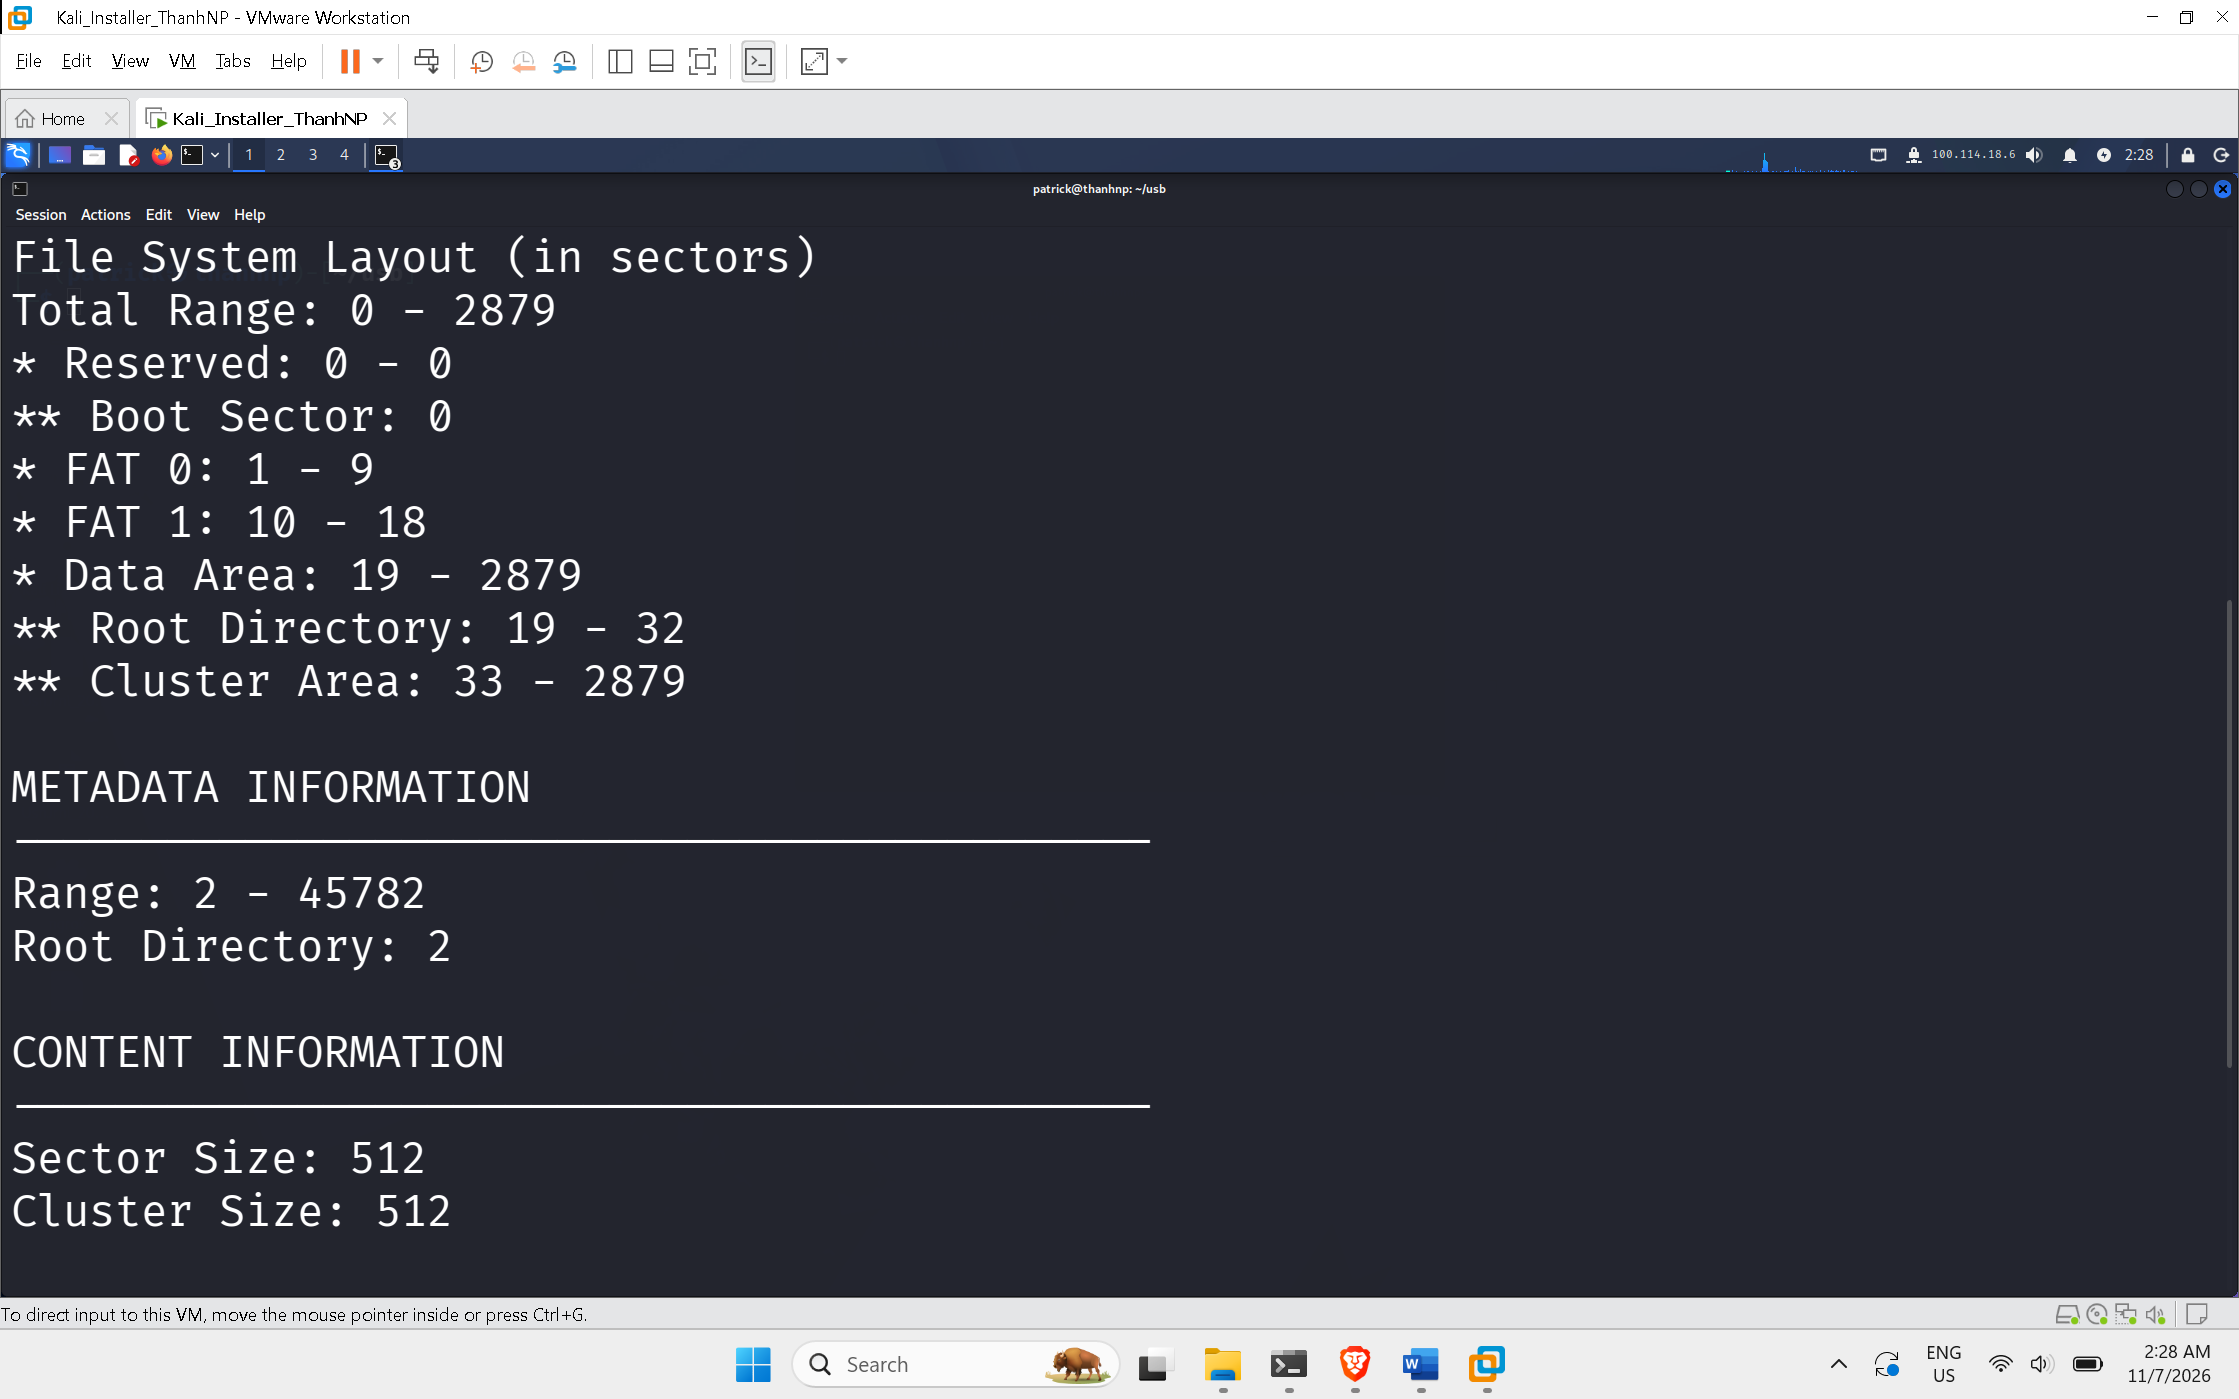 Kali_Installer_ThanhNP - VMware Workstation
File Edit View VM Tabs Help
Home
Kali_Installer_ThanhNP
1 2 3 4
3
100.114.18.6
2:28
patrick@thanhnp: ~/usb
Session Actions Edit View Help
File System Layout (in sectors)
Total Range: 0 - 2879
* Reserved: 0 - 0
** Boot Sector: 0
* FAT 0: 1 - 9
* FAT 1: 10 - 18
* Data Area: 19 - 2879
** Root Directory: 19 - 32
** Cluster Area: 33 - 2879
METADATA INFORMATION
Range: 2 - 45782
Root Directory: 2
CONTENT INFORMATION
Sector Size: 512
Cluster Size: 512
To direct input to this VM, move the mouse pointer inside or press Ctrl+G.
Search
ENG
US
2:28 AM
11/7/2026